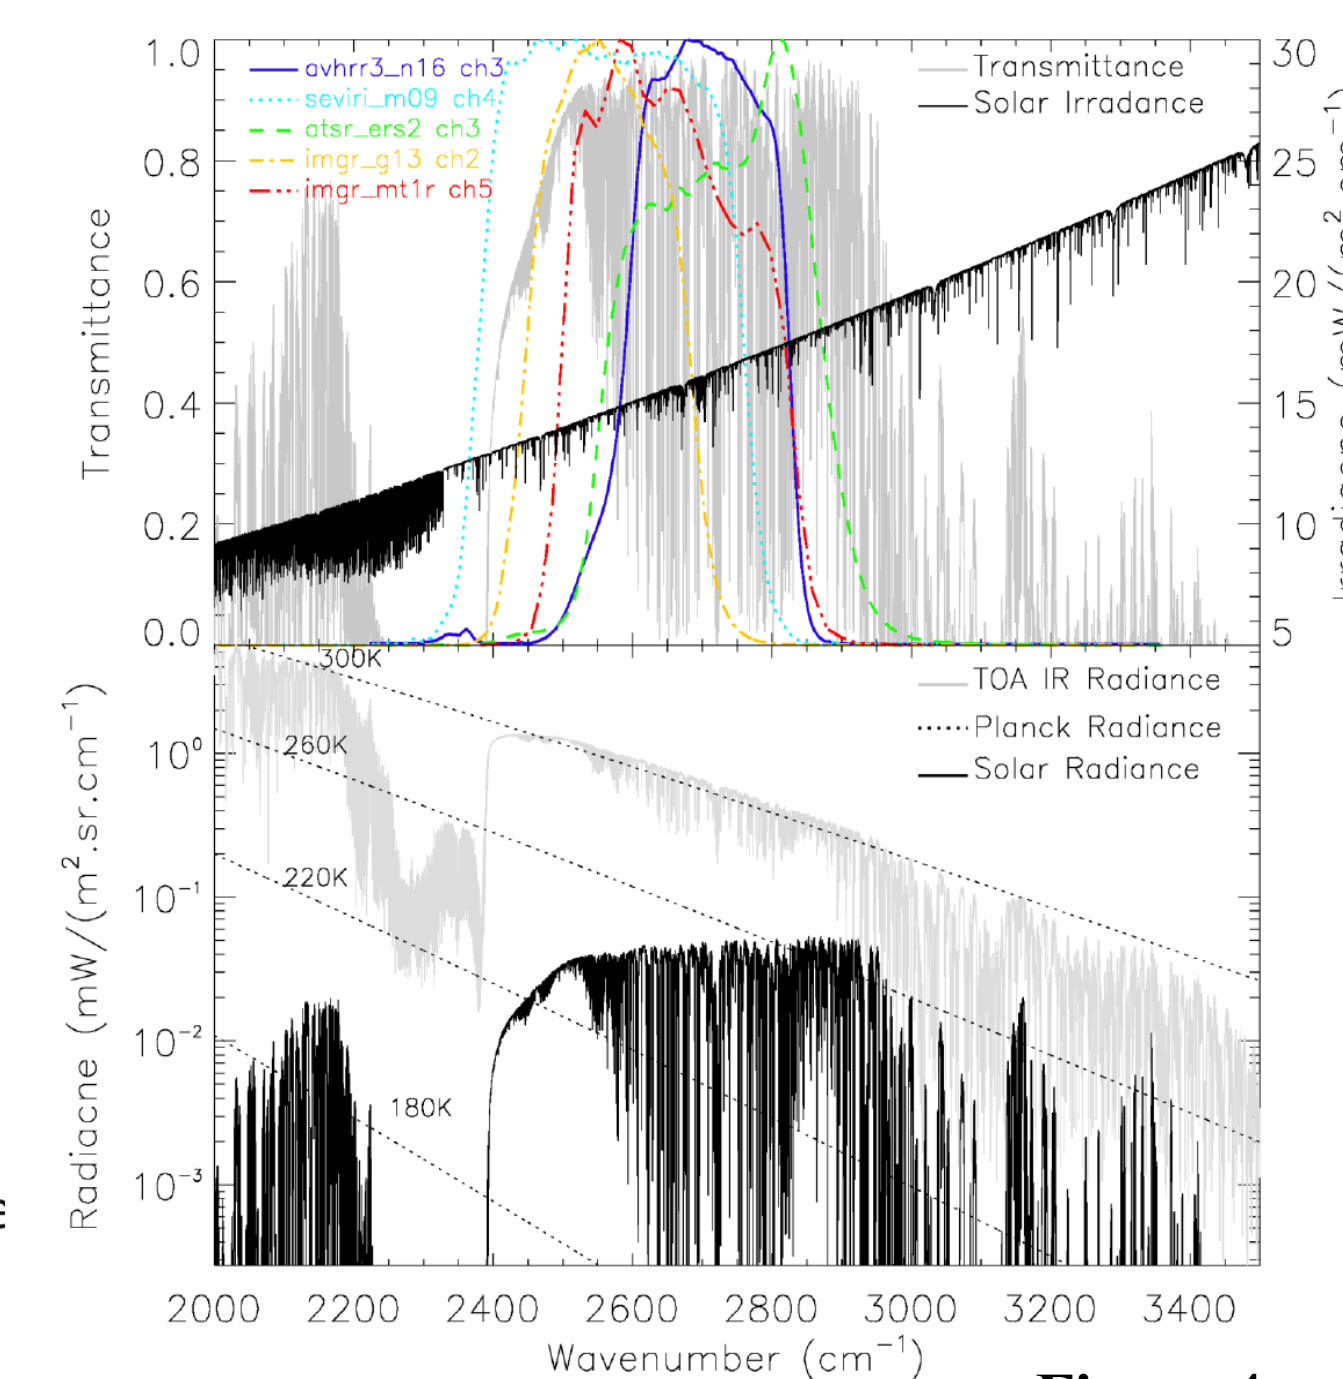 1.0
0.8
0.6
0.4
0.2
0.0
Transmittance
avhrr3_n16 ch3
seviri_m09 ch4
atsr_ers2 ch3
imgr_g13 ch2
imgr_mt1r ch5
Transmittance
Solar Irradance
30
25
20
15
10
5
300K
260K
220K
180K
TOA IR Radiance
Planck Radiance
Solar Radiance
10⁰
10⁻¹
10⁻²
10⁻³
Radiacne (mW/(m².sr.cm⁻¹)
2000 2200 2400 2600 2800 3000 3200 3400
Wavenumber (cm⁻¹)